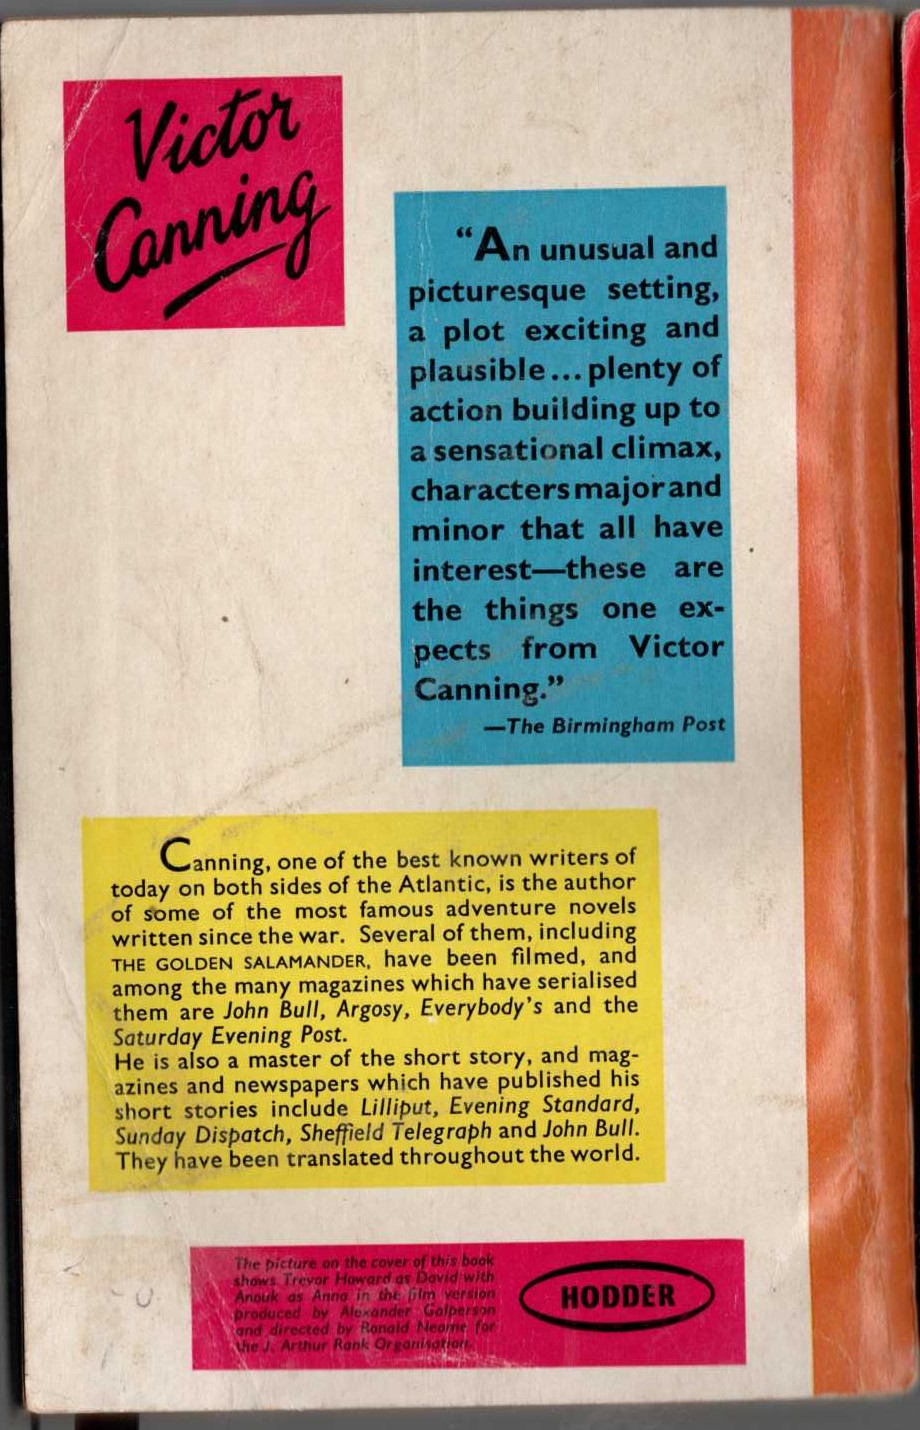 Victor
Canning
“An unusual and
picturesque setting,
a plot exciting and
plausible... plenty of
action building up to
a sensational climax,
characters major and
minor that all have
interest—these are
the things one ex-
pects from Victor
Canning.”
—The Birmingham Post
Canning, one of the best known writers of
today on both sides of the Atlantic, is the author
of some of the most famous adventure novels
written since the war. Several of them, including
THE GOLDEN SALAMANDER, have been filmed, and
among the many magazines which have serialised
them are John Bull, Argosy, Everybody's and the
Saturday Evening Post.
He is also a master of the short story, and mag-
azines and newspapers which have published his
short stories include Lilliput, Evening Standard,
Sunday Dispatch, Sheffield Telegraph and John Bull.
They have been translated throughout the world.
The picture on the cover of this book
shows Trevor Howard as David with
Anouk as Anna in the film version
produced by Alexander Galperson
and directed by Ronald Neame for
the J. Arthur Rank Organisation.
HODDER